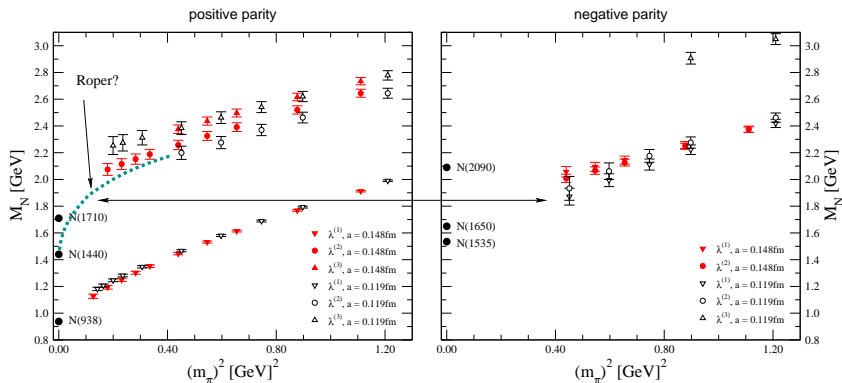 positive parity
negative parity
3.0
2.8
2.6
2.4
2.2
2.0
1.8
1.6
1.4
1.2
1.0
0.8
M_N [GeV]
Roper?
N(1710)
N(1440)
N(938)
λ^(1), a = 0.148fm
λ^(2), a = 0.148fm
λ^(3), a = 0.148fm
λ^(1), a = 0.119fm
λ^(2), a = 0.119fm
λ^(3), a = 0.119fm
0.00 0.40 0.80 1.20
(m_π)^2 [GeV]^2
N(2090)
N(1650)
N(1535)
λ^(1), a = 0.148fm
λ^(2), a = 0.148fm
λ^(1), a = 0.119fm
λ^(2), a = 0.119fm
λ^(3), a = 0.119fm
0.00 0.40 0.80 1.20
(m_π)^2 [GeV]^2
3.0
2.8
2.6
2.4
2.2
2.0
1.8
1.6
1.4
1.2
1.0
0.8
M_N [GeV]